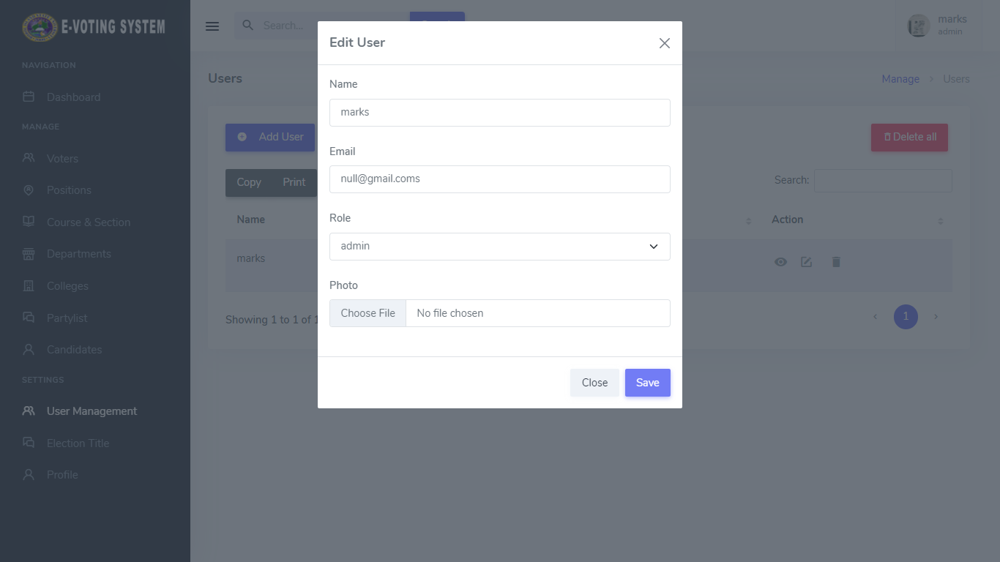 E-VOTING SYSTEM
NAVIGATION
Dashboard
MANAGE
Voters
Positions
Course & Section
Departments
Colleges
Partylist
Candidates
SETTINGS
User Management
Election Title
Profile
Search...
marks
admin
Users
Manage > Users
Add User
Delete all
Copy Print
Search:
Name
Action
marks
Showing 1 to 1 of 1
‹ 1 ›
Edit User
Name
marks
Email
null@gmail.coms
Role
admin
Photo
Choose File No file chosen
Close Save